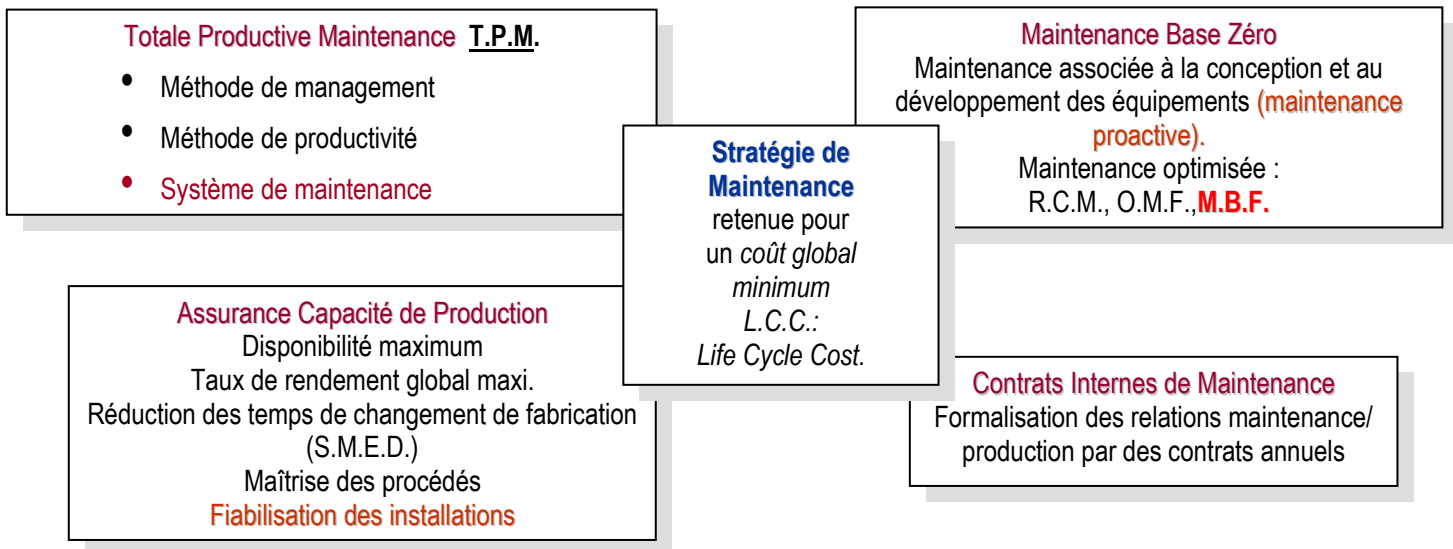 Totale Productive Maintenance T.P.M.
• Méthode de management
• Méthode de productivité
• Système de maintenance
Maintenance Base Zéro
Maintenance associée à la conception et au
développement des équipements (maintenance
proactive).
Maintenance optimisée :
R.C.M., O.M.F.,M.B.F.
Stratégie de
Maintenance
retenue pour
un coût global
minimum
L.C.C.:
Life Cycle Cost.
Assurance Capacité de Production
Disponibilité maximum
Taux de rendement global maxi.
Réduction des temps de changement de fabrication
(S.M.E.D.)
Maîtrise des procédés
Fiabilisation des installations
Contrats Internes de Maintenance
Formalisation des relations maintenance/
production par des contrats annuels